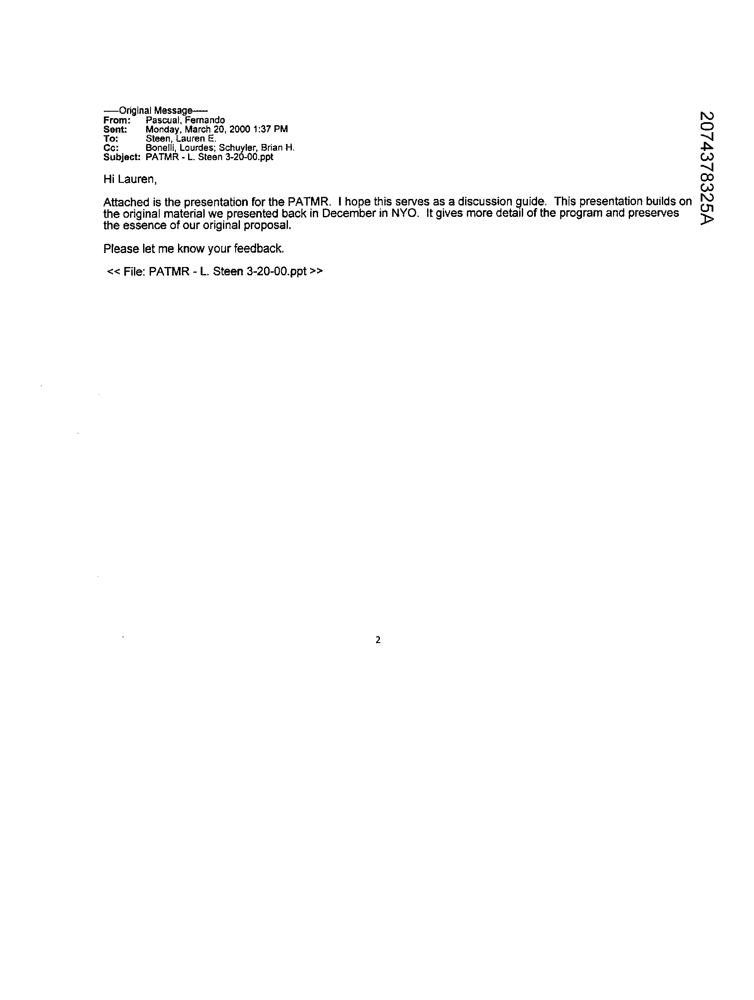 -----Original Message-----
From: Pascual, Fernando
Sent: Monday, March 20, 2000 1:37 PM
To: Steen, Lauren E.
Cc: Bonelli, Lourdes; Schuyler, Brian H.
Subject: PATMR - L. Steen 3-20-00.ppt
Hi Lauren,
Attached is the presentation for the PATMR. I hope this serves as a discussion guide. This presentation builds on
the original material we presented back in December in NYO. It gives more detail of the program and preserves
the essence of our original proposal.
Please let me know your feedback.
<< File: PATMR - L. Steen 3-20-00.ppt >>
2074378325A
2